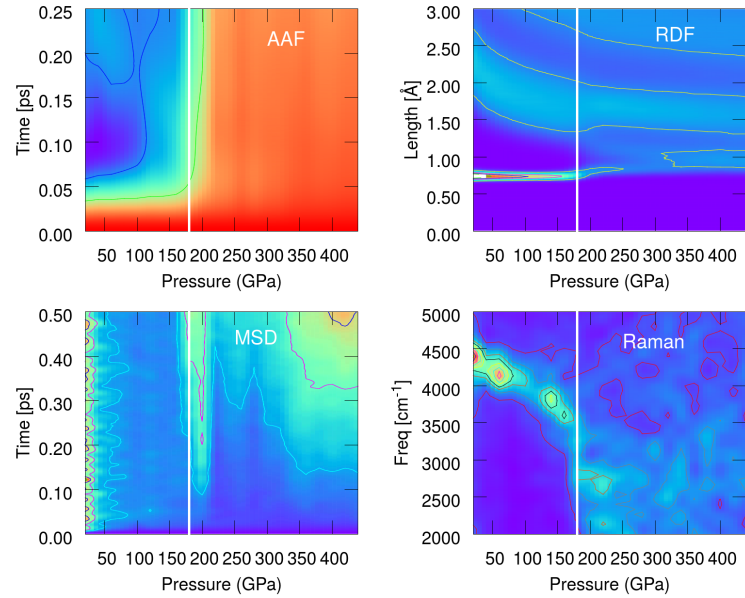 0.25
0.20
0.15
0.10
0.05
0.00
Time [ps]
AAF
50 100 150 200 250 300 350 400
Pressure (GPa)
3.00
2.50
2.00
1.50
1.00
0.50
0.00
Length [Å]
RDF
50 100 150 200 250 300 350 400
Pressure (GPa)
0.50
0.40
0.30
0.20
0.10
0.00
Time [ps]
MSD
50 100 150 200 250 300 350 400
Pressure (GPa)
5000
4500
4000
3500
3000
2500
2000
Freq [cm⁻¹]
Raman
50 100 150 200 250 300 350 400
Pressure (GPa)